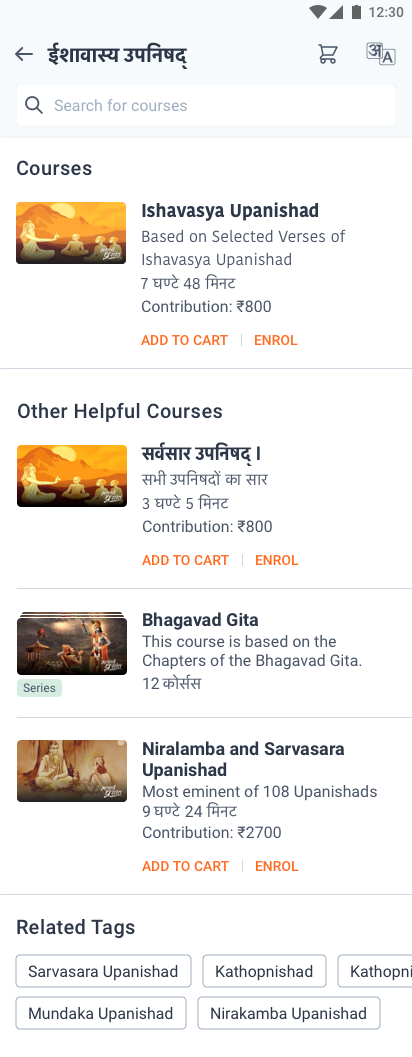 12:30
ईशावास्य उपनिषद्
अ A
Search for courses
Courses
Ishavasya Upanishad
Based on Selected Verses of
Ishavasya Upanishad
7 घण्टे 48 मिनट
Contribution: ₹800
ADD TO CART | ENROL
Other Helpful Courses
सर्वसार उपनिषद् ।
सभी उपनिषदों का सार
3 घण्टे 5 मिनट
Contribution: ₹800
ADD TO CART | ENROL
Bhagavad Gita
This course is based on the
Chapters of the Bhagavad Gita.
Series
12 कोर्सस
Niralamba and Sarvasara
Upanishad
Most eminent of 108 Upanishads
9 घण्टे 24 मिनट
Contribution: ₹2700
ADD TO CART | ENROL
Related Tags
Sarvasara Upanishad Kathopnishad Kathopni
Mundaka Upanishad Nirakamba Upanishad